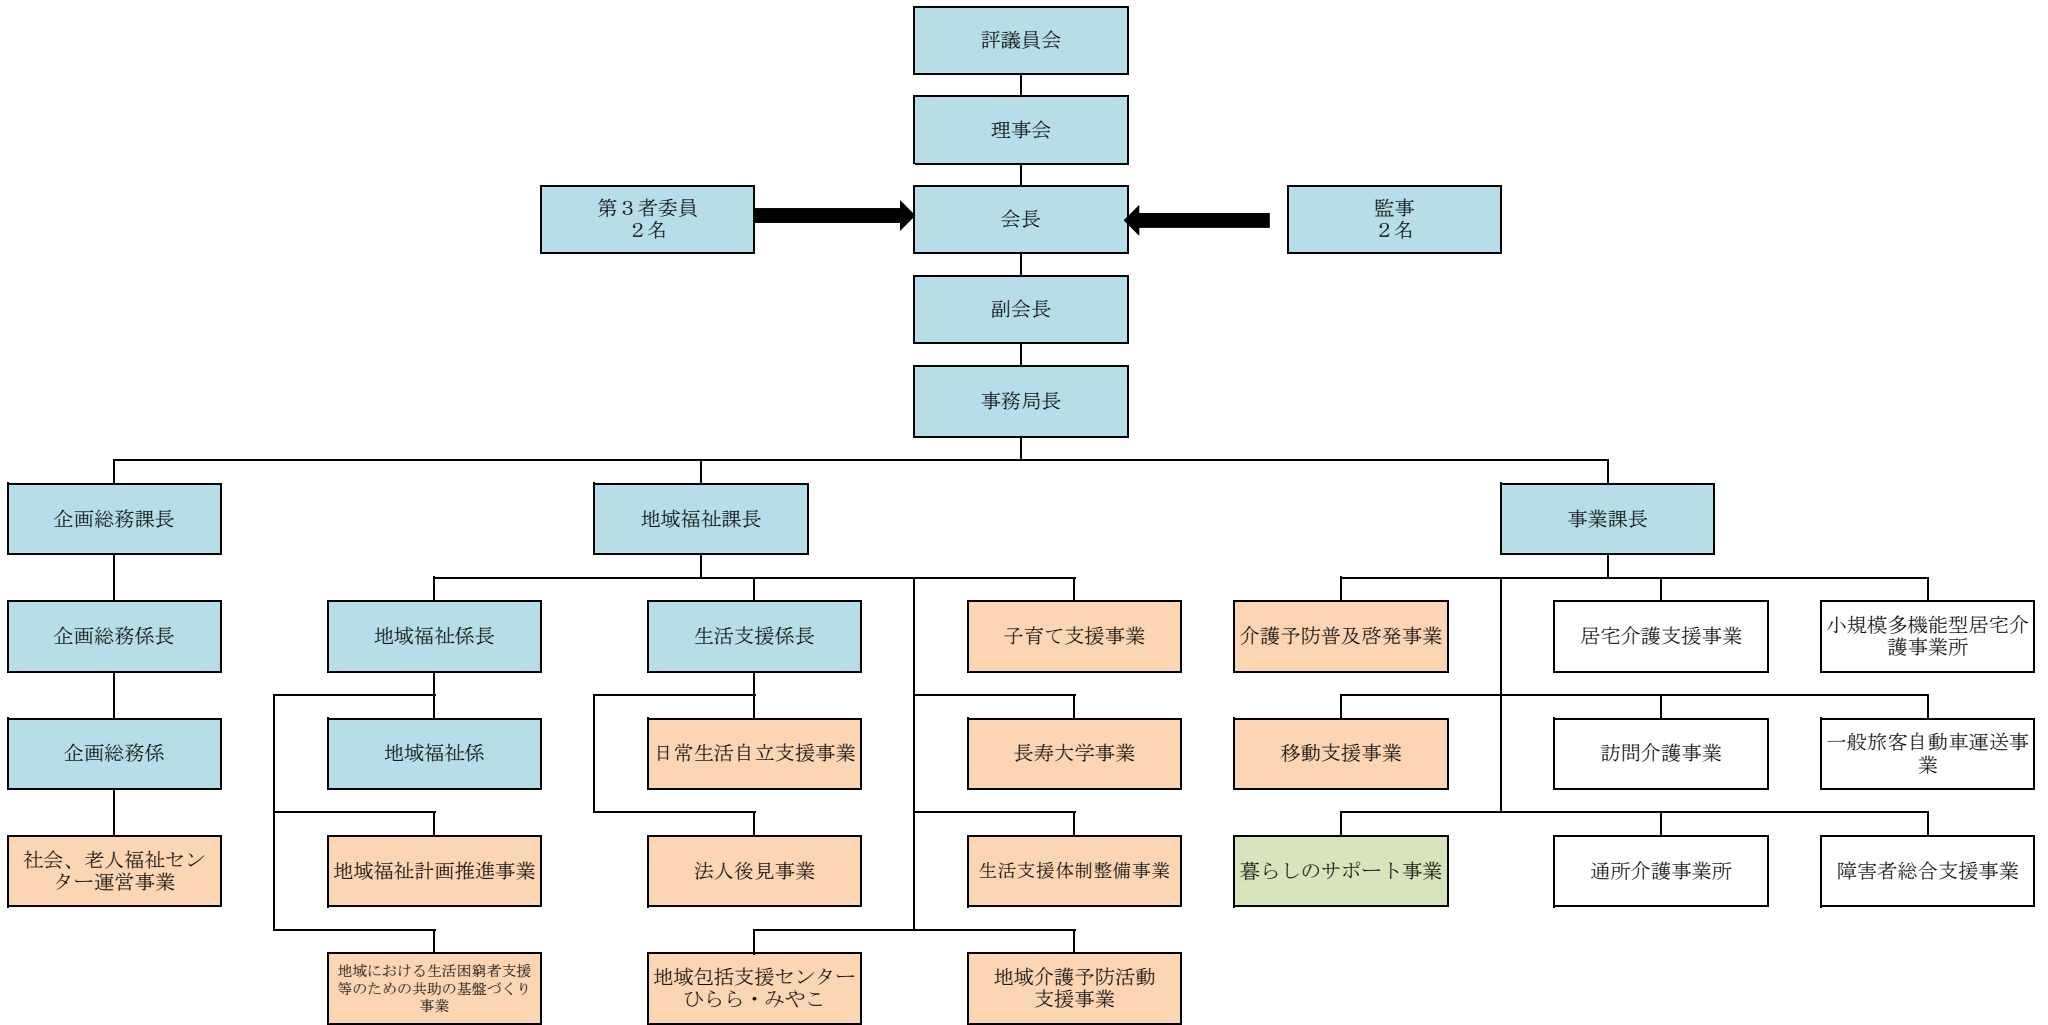 評議員会
理事会
第３者委員
２名
会長
監事
２名
副会長
事務局長
企画総務課長
地域福祉課長
事業課長
企画総務係長
地域福祉係長
生活支援係長
子育て支援事業
介護予防普及啓発事業
居宅介護支援事業
小規模多機能型居宅介
護事業所
企画総務係
地域福祉係
日常生活自立支援事業
長寿大学事業
移動支援事業
訪問介護事業
一般旅客自動車運送事
業
社会、老人福祉セン
ター運営事業
地域福祉計画推進事業
法人後見事業
生活支援体制整備事業
暮らしのサポート事業
通所介護事業所
障害者総合支援事業
地域における生活困窮者支援
等のための共助の基盤づくり
事業
地域包括支援センター
ひらら・みやこ
地域介護予防活動
支援事業